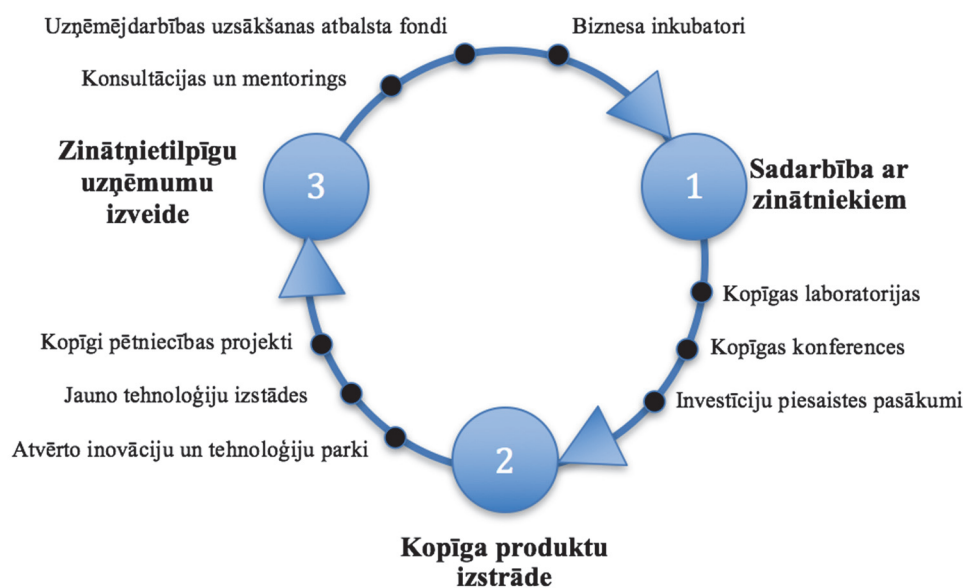 Uzņēmējdarbības uzsākšanas atbalsta fondi
Biznesa inkubatori
Konsultācijas un mentorings
Zinātņietilpīgu
uzņēmumu
izveide
3
1
Sadarbība ar
zinātniekiem
Kopīgas laboratorijas
Kopīgi pētniecības projekti
Kopīgas konferences
Jauno tehnoloģiju izstādes
Investīciju piesaistes pasākumi
Atvērto inovāciju un tehnoloģiju parki
2
Kopīga produktu
izstrāde